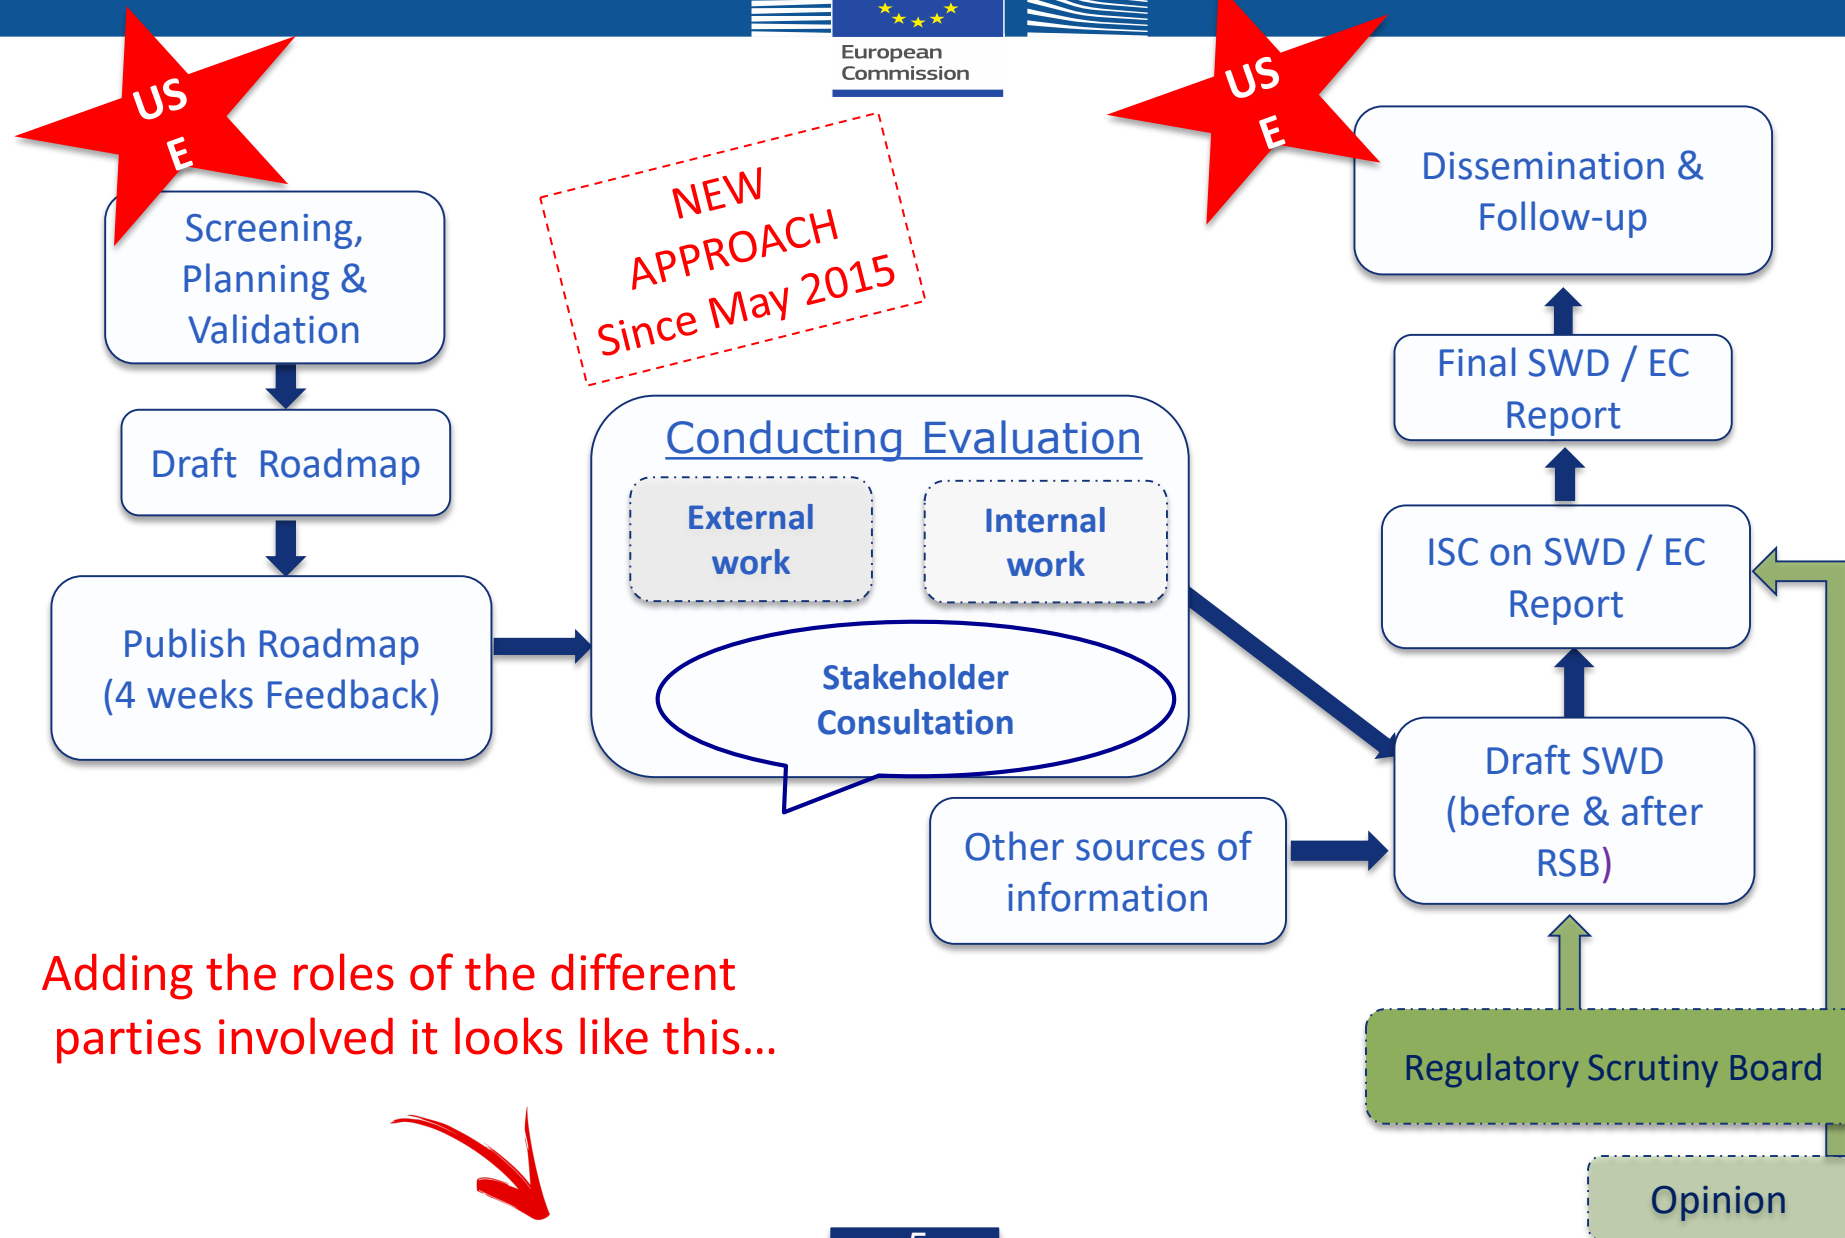 European
Commission
US
E
US
E
NEW
APPROACH
Since May 2015
Screening,
Planning &
Validation
Draft Roadmap
Publish Roadmap
(4 weeks Feedback)
Conducting Evaluation
External
work
Internal
work
Stakeholder
Consultation
Other sources of
information
Dissemination &
Follow-up
Final SWD / EC
Report
ISC on SWD / EC
Report
Draft SWD
(before & after
RSB)
Regulatory Scrutiny Board
Opinion
Adding the roles of the different
parties involved it looks like this...